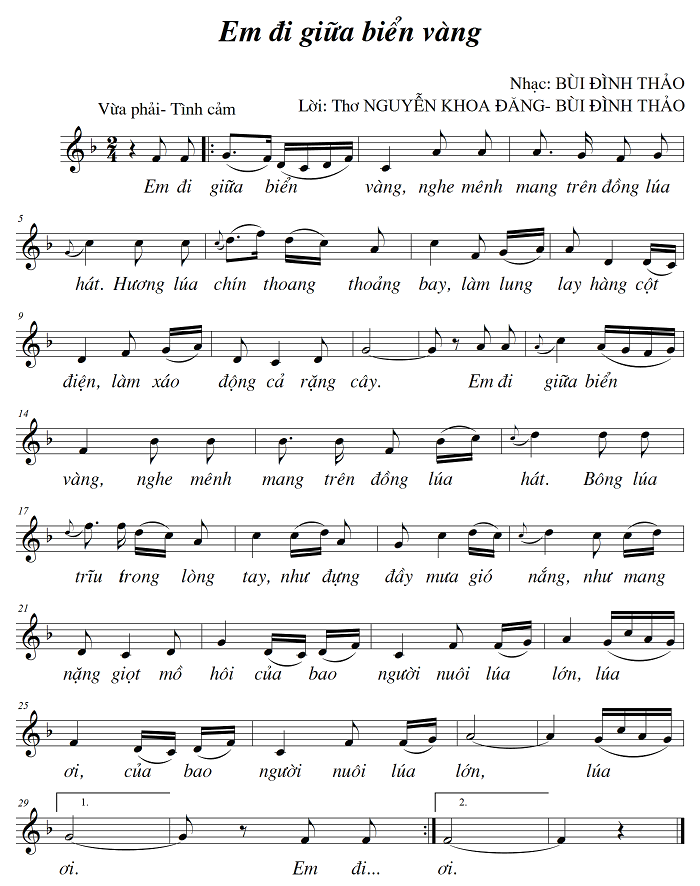 Em đi giữa biển vàng
Nhạc: BÙI ĐÌNH THẢO
Vừa phải- Tình cảm
Lời: Thơ NGUYỄN KHOA ĐĂNG- BÙI ĐÌNH THẢO
2
4
Em đi giữa biển vàng, nghe mênh mang trên đồng lúa
5
hát. Hương lúa chín thoang thoảng bay, làm lung lay hàng cột
9
điện, làm xáo động cả rặng cây. Em đi giữa biển
14
vàng, nghe mênh mang trên đồng lúa hát. Bông lúa
17
trĩu trong lòng tay, như đựng đầy mưa gió nắng, như mang
21
nặng giọt mồ hôi của bao người nuôi lúa lớn, lúa
25
ơi, của bao người nuôi lúa lớn, lúa
29
1. 2.
ơi. Em đi... ơi.